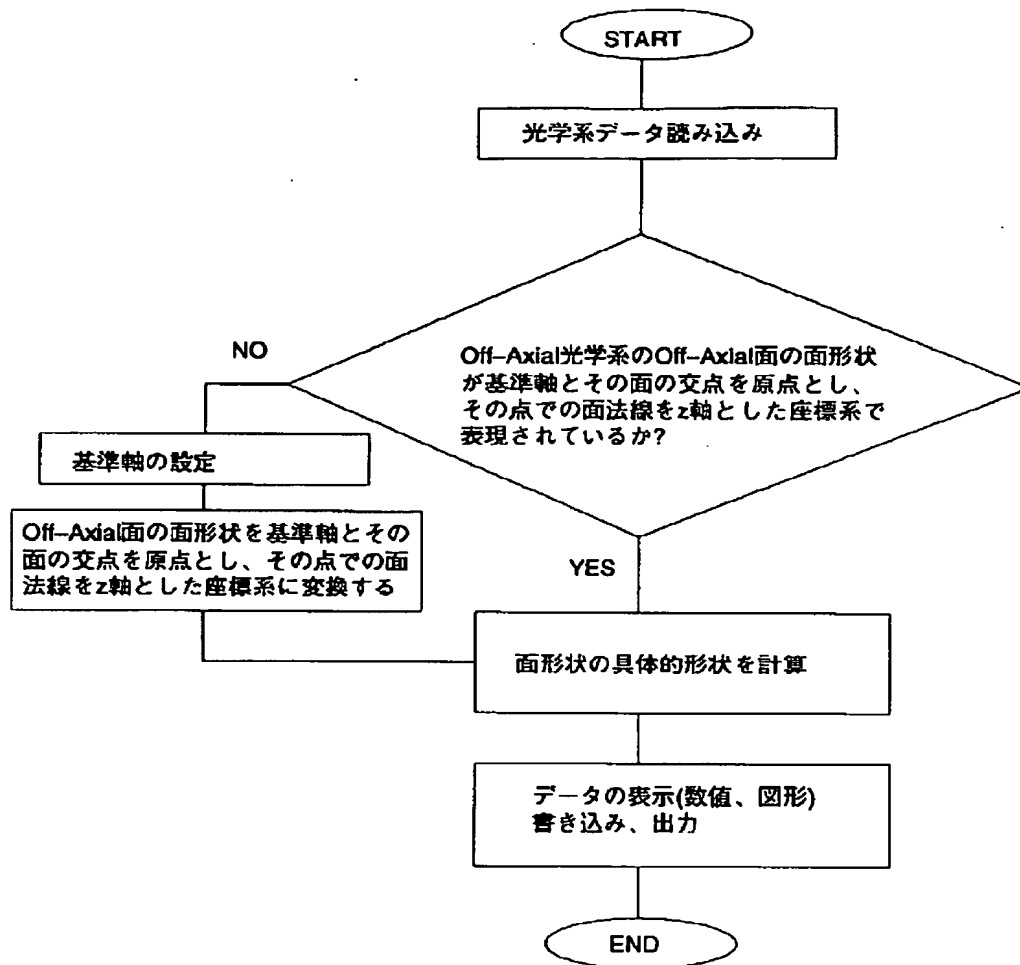 START
光学系データ読み込み
Off-Axial光学系のOff-Axial面の面形状
が基準軸とその面の交点を原点とし、
その点での面法線をz軸とした座標系で
表現されているか?
NO
基準軸の設定
Off-Axial面の面形状を基準軸とその
面の交点を原点とし、その点での面
法線をz軸とした座標系に変換する
YES
面形状の具体的形状を計算
データの表示(数値、図形)
書き込み、出力
END